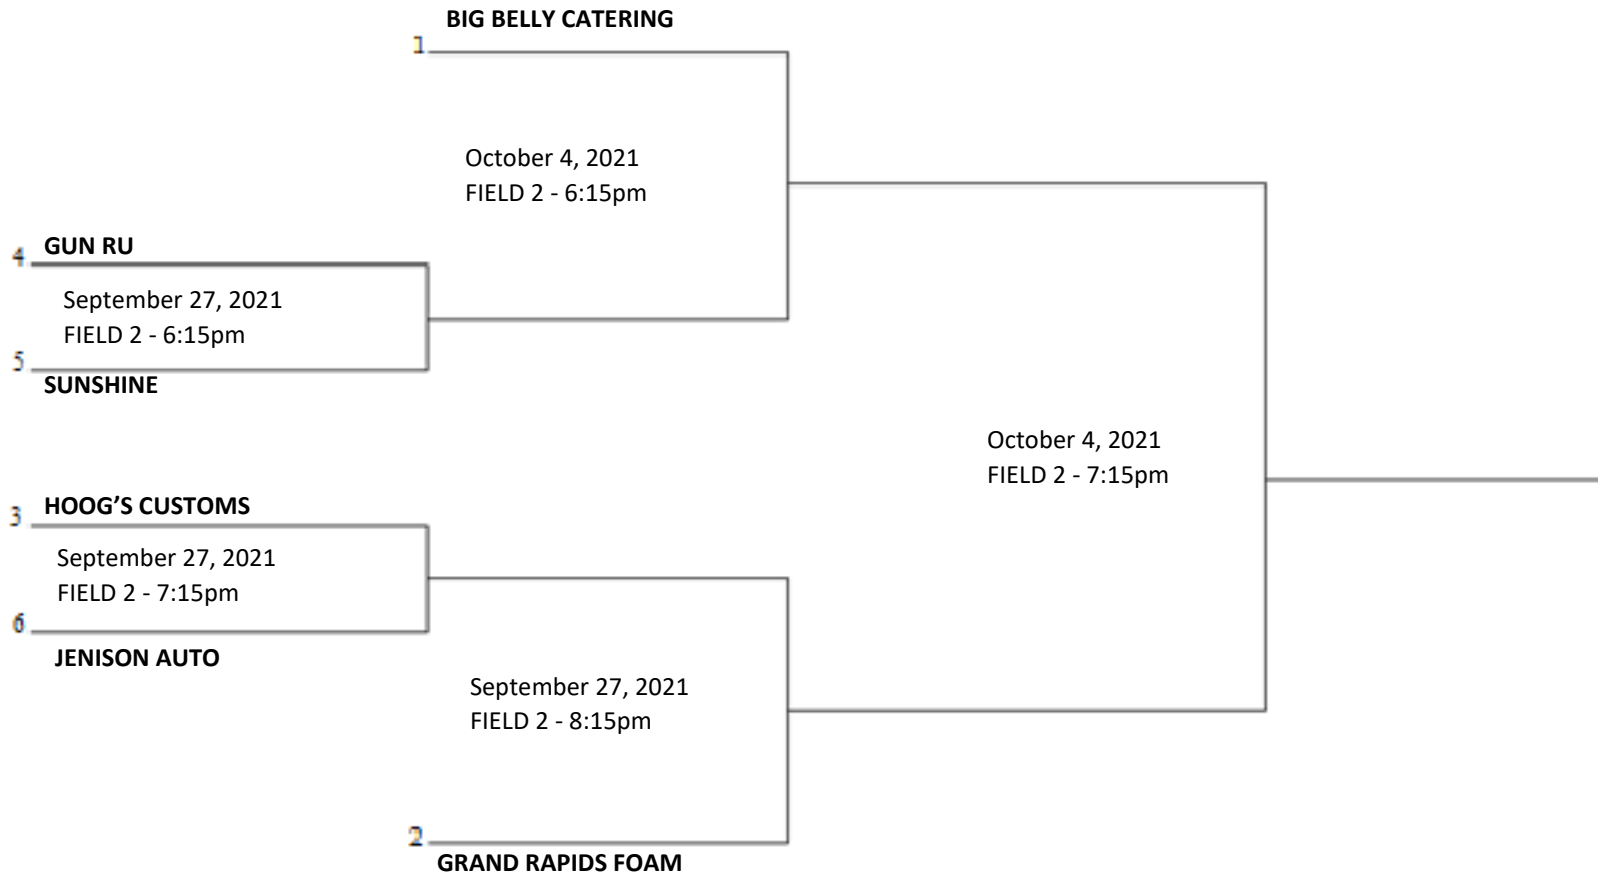 BIG BELLY CATERING
1
October 4, 2021
FIELD 2 - 6:15pm
4 GUN RU
September 27, 2021
FIELD 2 - 6:15pm
5
SUNSHINE
October 4, 2021
FIELD 2 - 7:15pm
3 HOOG’S CUSTOMS
September 27, 2021
FIELD 2 - 7:15pm
6
JENISON AUTO
September 27, 2021
FIELD 2 - 8:15pm
2
GRAND RAPIDS FOAM